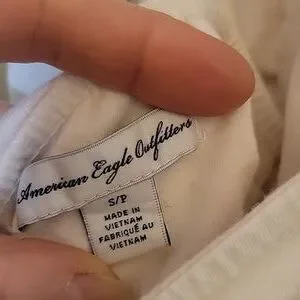 American Eagle Outfitters
S/P
MADE IN
VIETNAM
FABRIQUÉ AU
VIETNAM